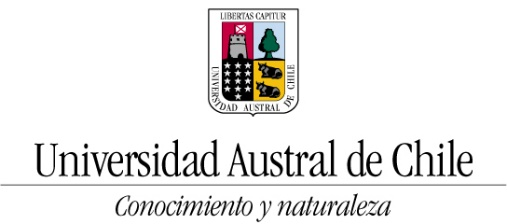 LIBERTAS CAPITUR
UNIVERSIDAD AUSTRAL DE CHILE
Universidad Austral de Chile
Conocimiento y naturaleza